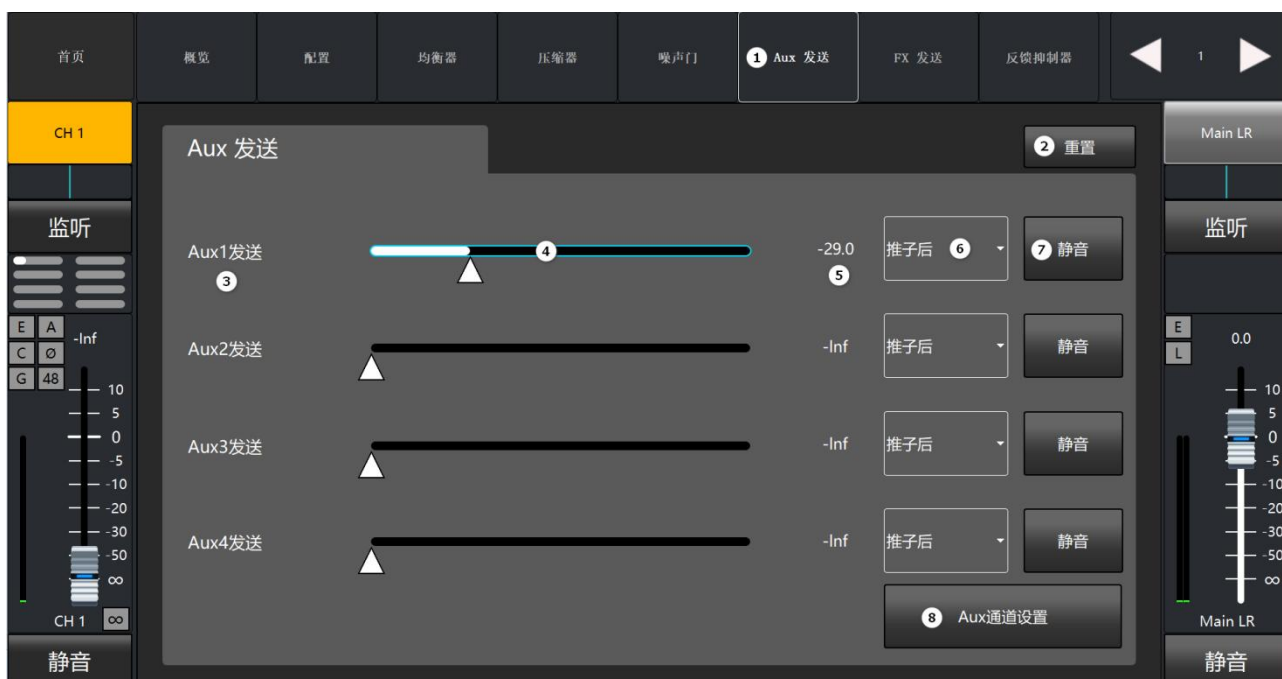 首页
概览
配置
均衡器
压缩器
噪声门
1 Aux 发送
FX 发送
反馈抑制器
1
CH 1
监听
E A
C Ø
G 48
-Inf
10
5
0
-5
-10
-20
-30
-50
∞
CH 1 ∞
静音
Aux 发送
2 重置
Aux1发送
3
4
-29.0
5
推子后 6
7 静音
Aux2发送
-Inf
推子后
静音
Aux3发送
-Inf
推子后
静音
Aux4发送
-Inf
推子后
静音
8 Aux通道设置
Main LR
监听
E
L
0.0
10
5
0
-5
-10
-20
-30
-50
∞
Main LR
静音